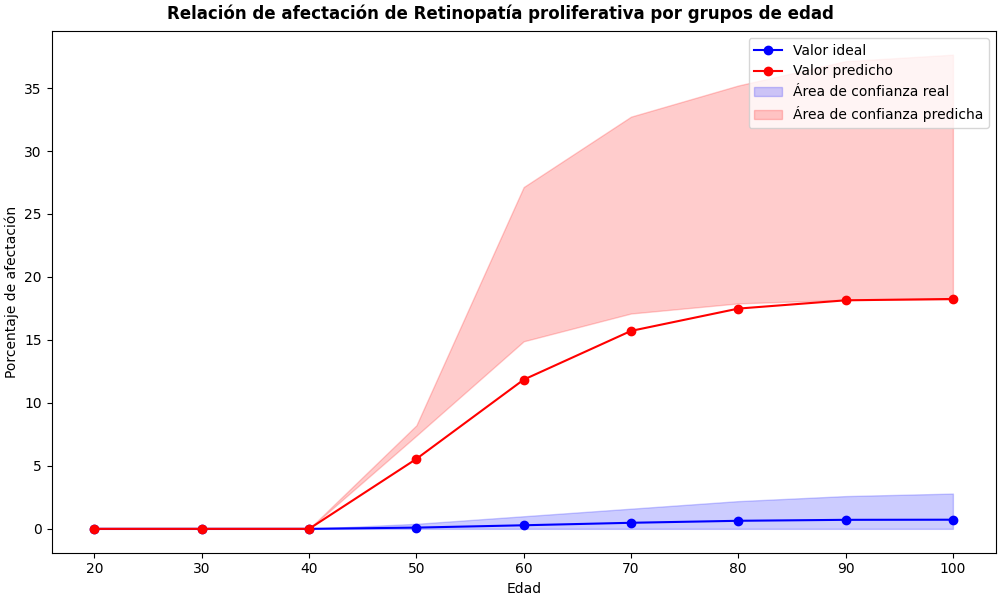 Relación de afectación de Retinopatía proliferativa por grupos de edad
Valor ideal
Valor predicho
Área de confianza real
Área de confianza predicha
Porcentaje de afectación
35
30
25
20
15
10
5
0
20 30 40 50 60 70 80 90 100
Edad